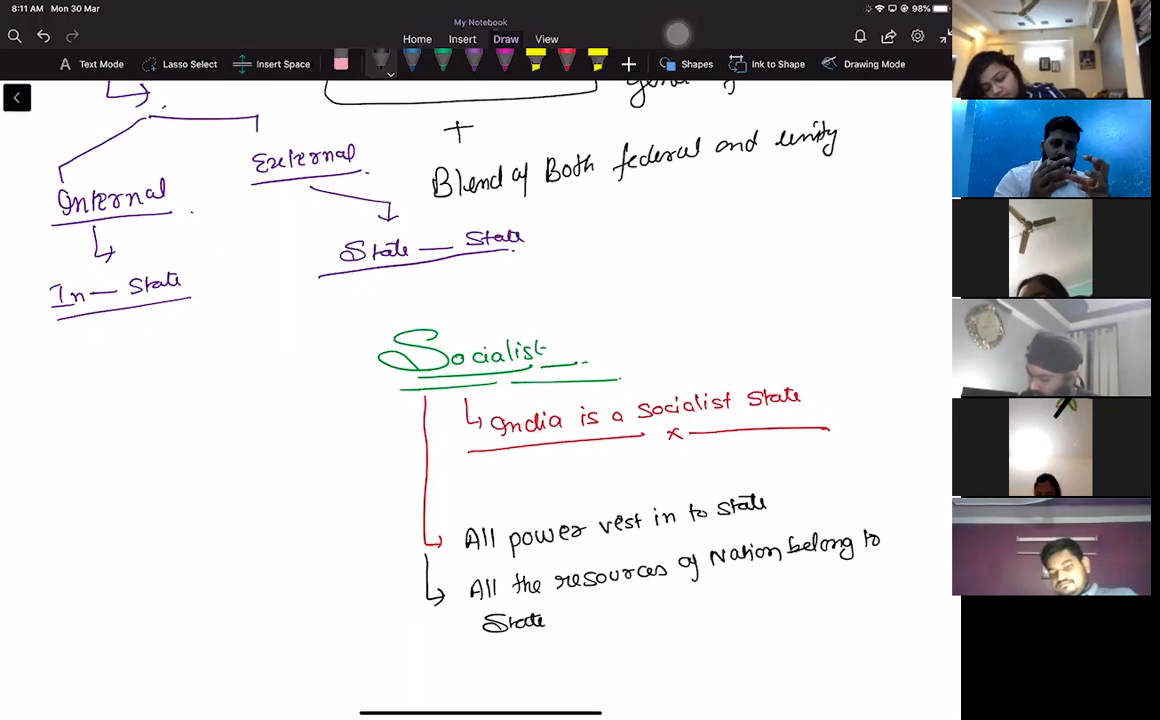 8:11 AM Mon 30 Mar
98%
My Notebook
Home Insert Draw View
Text Mode Lasso Select Insert Space Shapes Ink to Shape Drawing Mode
+
Blend of Both federal and unity
External
Internal
State — State
In — State
Socialist
India is a Socialist State
x
All power vest in to State
All the resources of Nation belong to
State